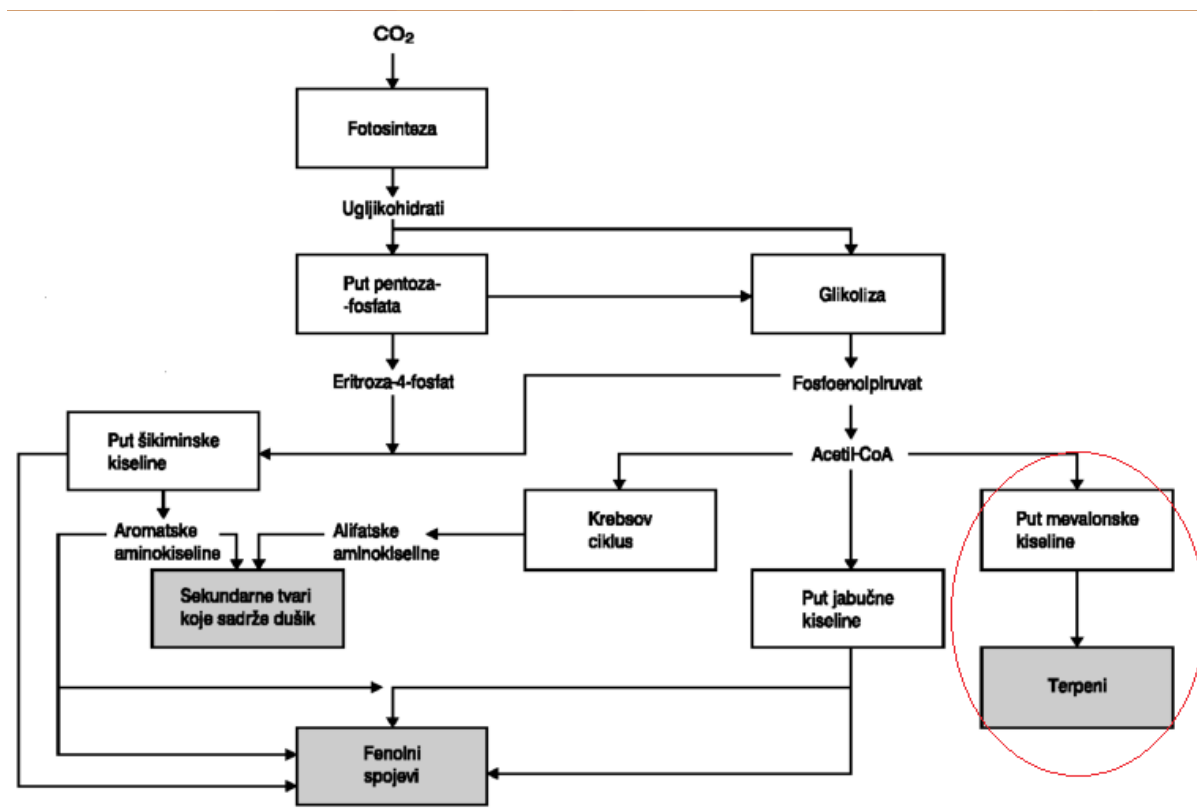 CO₂
Fotosinteza
Ugljikohidrati
Put pentoza-
-fosfata
Glikoliza
Eritroza-4-fosfat
Fosfoenolpiruvat
Put šikiminske
kiseline
Acetil-CoA
Aromatske
aminokiseline
Alifatske
aminokiseline
Krebsov
ciklus
Put mevalonske
kiseline
Sekundarne tvari
koje sadrže dušik
Put jabučne
kiseline
Terpeni
Fenolni
spojevi